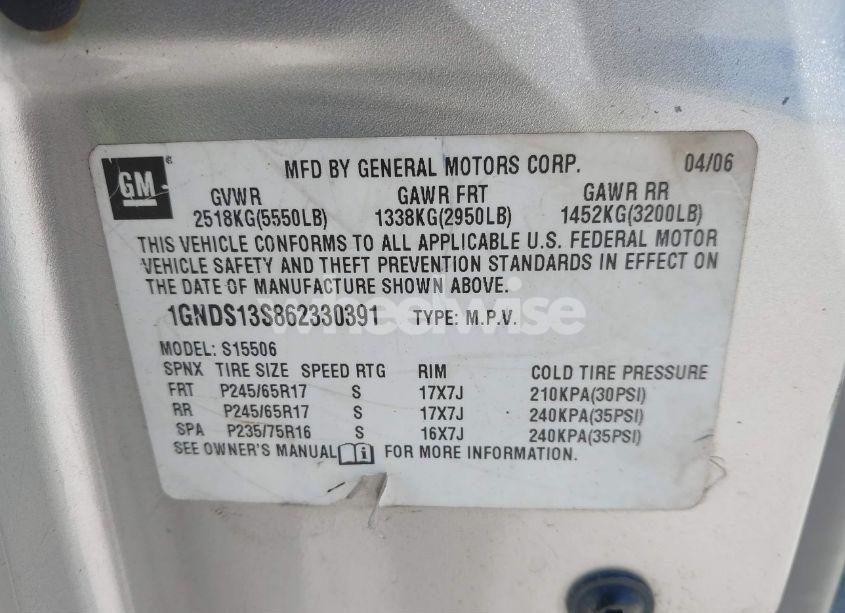 GM ®
MFD BY GENERAL MOTORS CORP. 04/06
GVWR GAWR FRT GAWR RR
2518KG(5550LB) 1338KG(2950LB) 1452KG(3200LB)
THIS VEHICLE CONFORMS TO ALL APPLICABLE U.S. FEDERAL MOTOR
VEHICLE SAFETY AND THEFT PREVENTION STANDARDS IN EFFECT ON
THE DATE OF MANUFACTURE SHOWN ABOVE.
wheelwise
1GNDS13S862330391 TYPE: M.P.V.
MODEL: S15506
SPNX TIRE SIZE SPEED RTG RIM COLD TIRE PRESSURE
FRT P245/65R17 S 17X7J 210KPA(30PSI)
RR P245/65R17 S 17X7J 240KPA(35PSI)
SPA P235/75R16 S 16X7J 240KPA(35PSI)
SEE OWNER'S MANUAL FOR MORE INFORMATION.